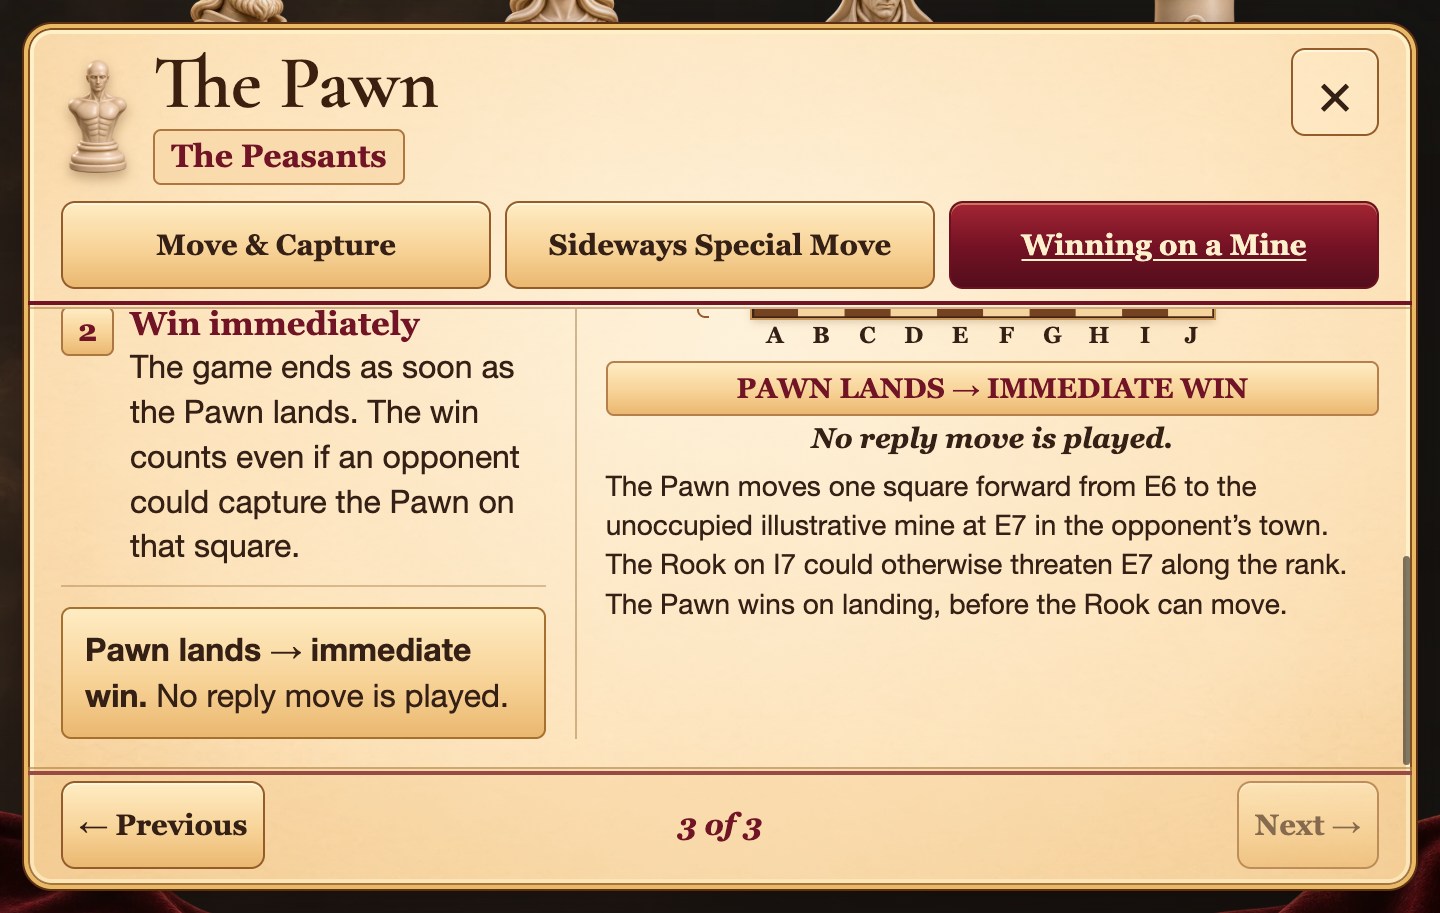 The Pawn
The Peasants
×
Move & Capture
Sideways Special Move
Winning on a Mine
2
Win immediately
The game ends as soon as
the Pawn lands. The win
counts even if an opponent
could capture the Pawn on
that square.
Pawn lands → immediate
win. No reply move is played.
A B C D E F G H I J
PAWN LANDS → IMMEDIATE WIN
No reply move is played.
The Pawn moves one square forward from E6 to the
unoccupied illustrative mine at E7 in the opponent’s town.
The Rook on I7 could otherwise threaten E7 along the rank.
The Pawn wins on landing, before the Rook can move.
← Previous
3 of 3
Next →